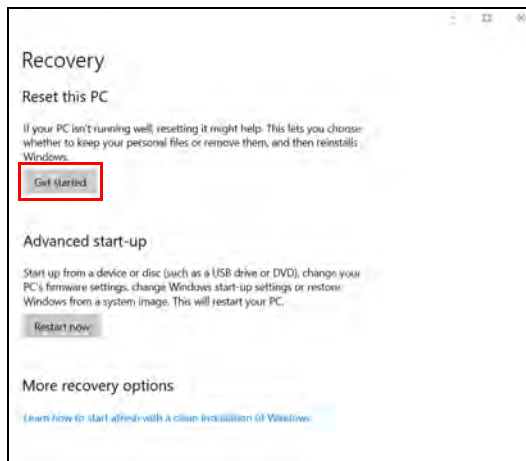 Recovery
Reset this PC
If your PC isn't running well, resetting it might help. This lets you choose
whether to keep your personal files or remove them, and then reinstalls
Windows.
Get started
Advanced start-up
Start up from a device or disc (such as a USB drive or DVD), change your
PC's firmware settings, change Windows start-up settings or restore
Windows from a system image. This will restart your PC.
Restart now
More recovery options
Learn how to start afresh with a clean installation of Windows